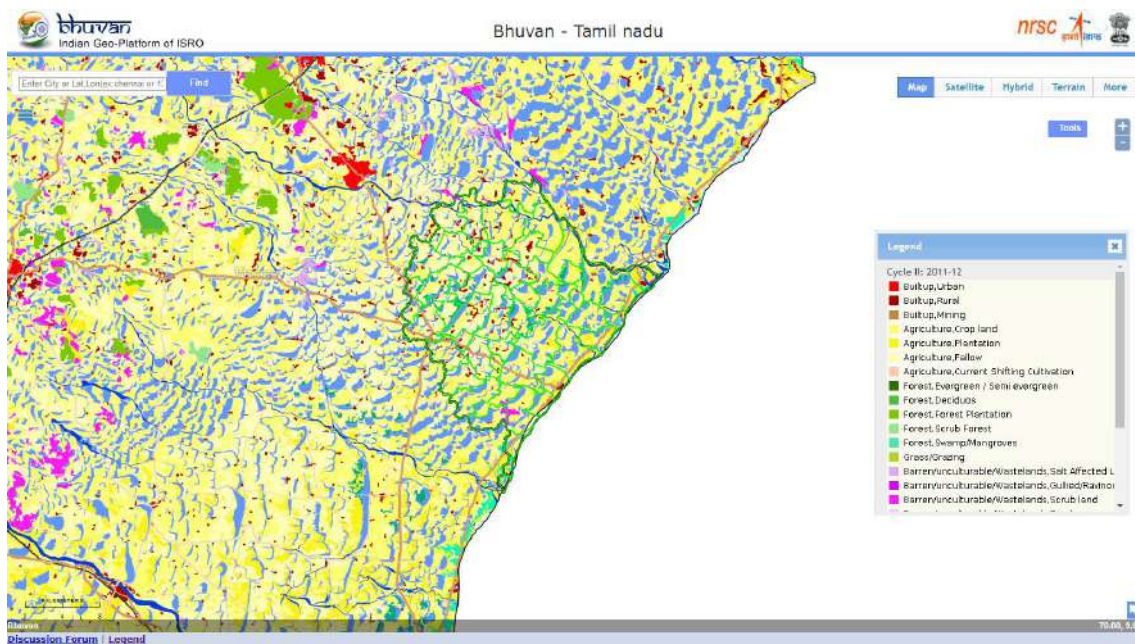 bhuvan
Indian Geo-Platform of ISRO
Bhuvan - Tamil nadu
nrsc
Find
Map Satellite Hybrid Terrain More
Tools
+
-
Legend
Cycle II: 2011-12
Builtup,Urban
Builtup,Rural
Builtup,Mining
Agriculture,Crop land
Agriculture,Plantation
Agriculture,Fallow
Agriculture,Current Shifting Cultivation
Forest,Evergreen / Semi evergreen
Forest,Deciduos
Forest,Forest Plantation
Forest,Scrub Forest
Forest,Swamp/Mangroves
Grass/Grazing
Barren/unculturable/Wastelands,Salt Affected L
Barren/unculturable/Wastelands,Gullied/Ravinou
Barren/unculturable/Wastelands,Scrub land
Bhuvan
Discussion Forum | Legend